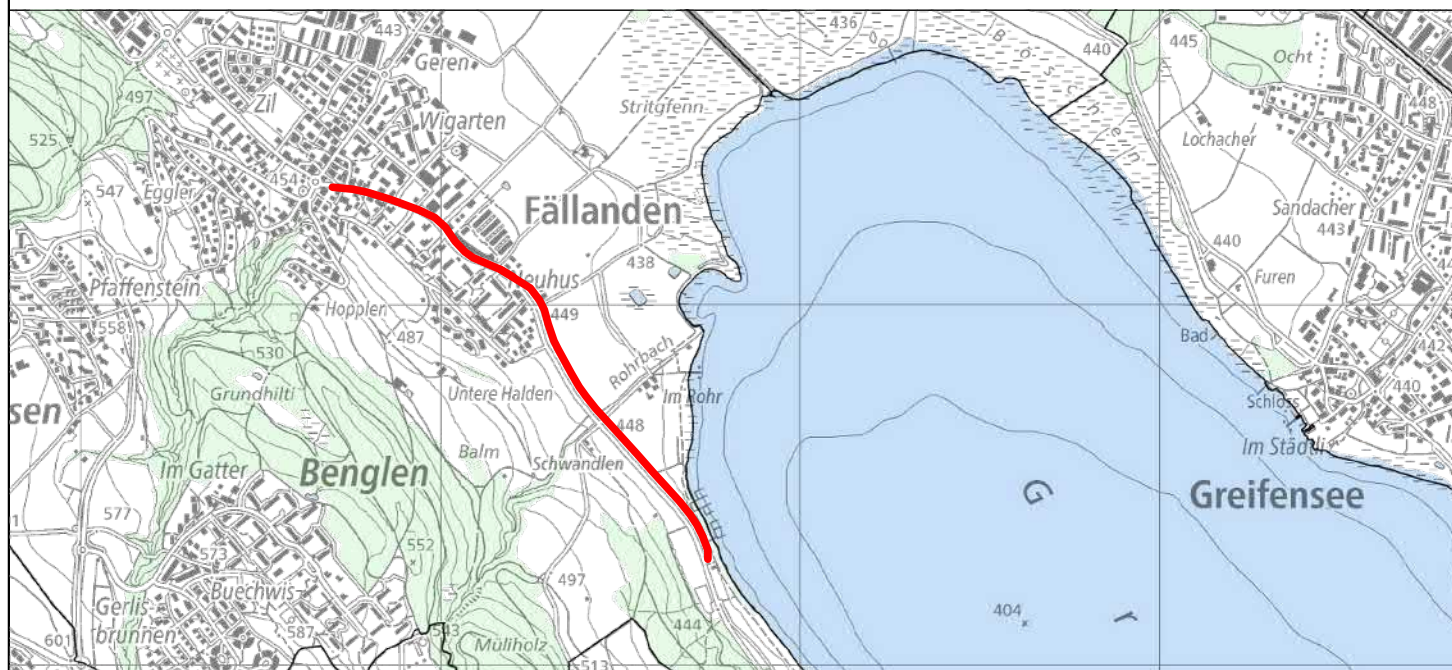 436
443
440
445
Geren
Ocht
497
Zil
Stritgfenn
Böschen
448
Wigarten
Lochacher
525
454
547
Eggler
Fällanden
Sandacher
443
440
438
Neuhus
Furen
Pfaffenstein
Hopplen
449
558
487
Bad
442
530
Rohrbach
Grundhilti
Untere Halden
Im Rohr
440
Schloss
sen
448
Im Städtli
Balm
Im Gatter
Benglen
Schwandlen
G
Greifensee
577
573
552
497
Buechwis
404
Gerlis
brunnen
r
444
601
587
543
Müliholz
513